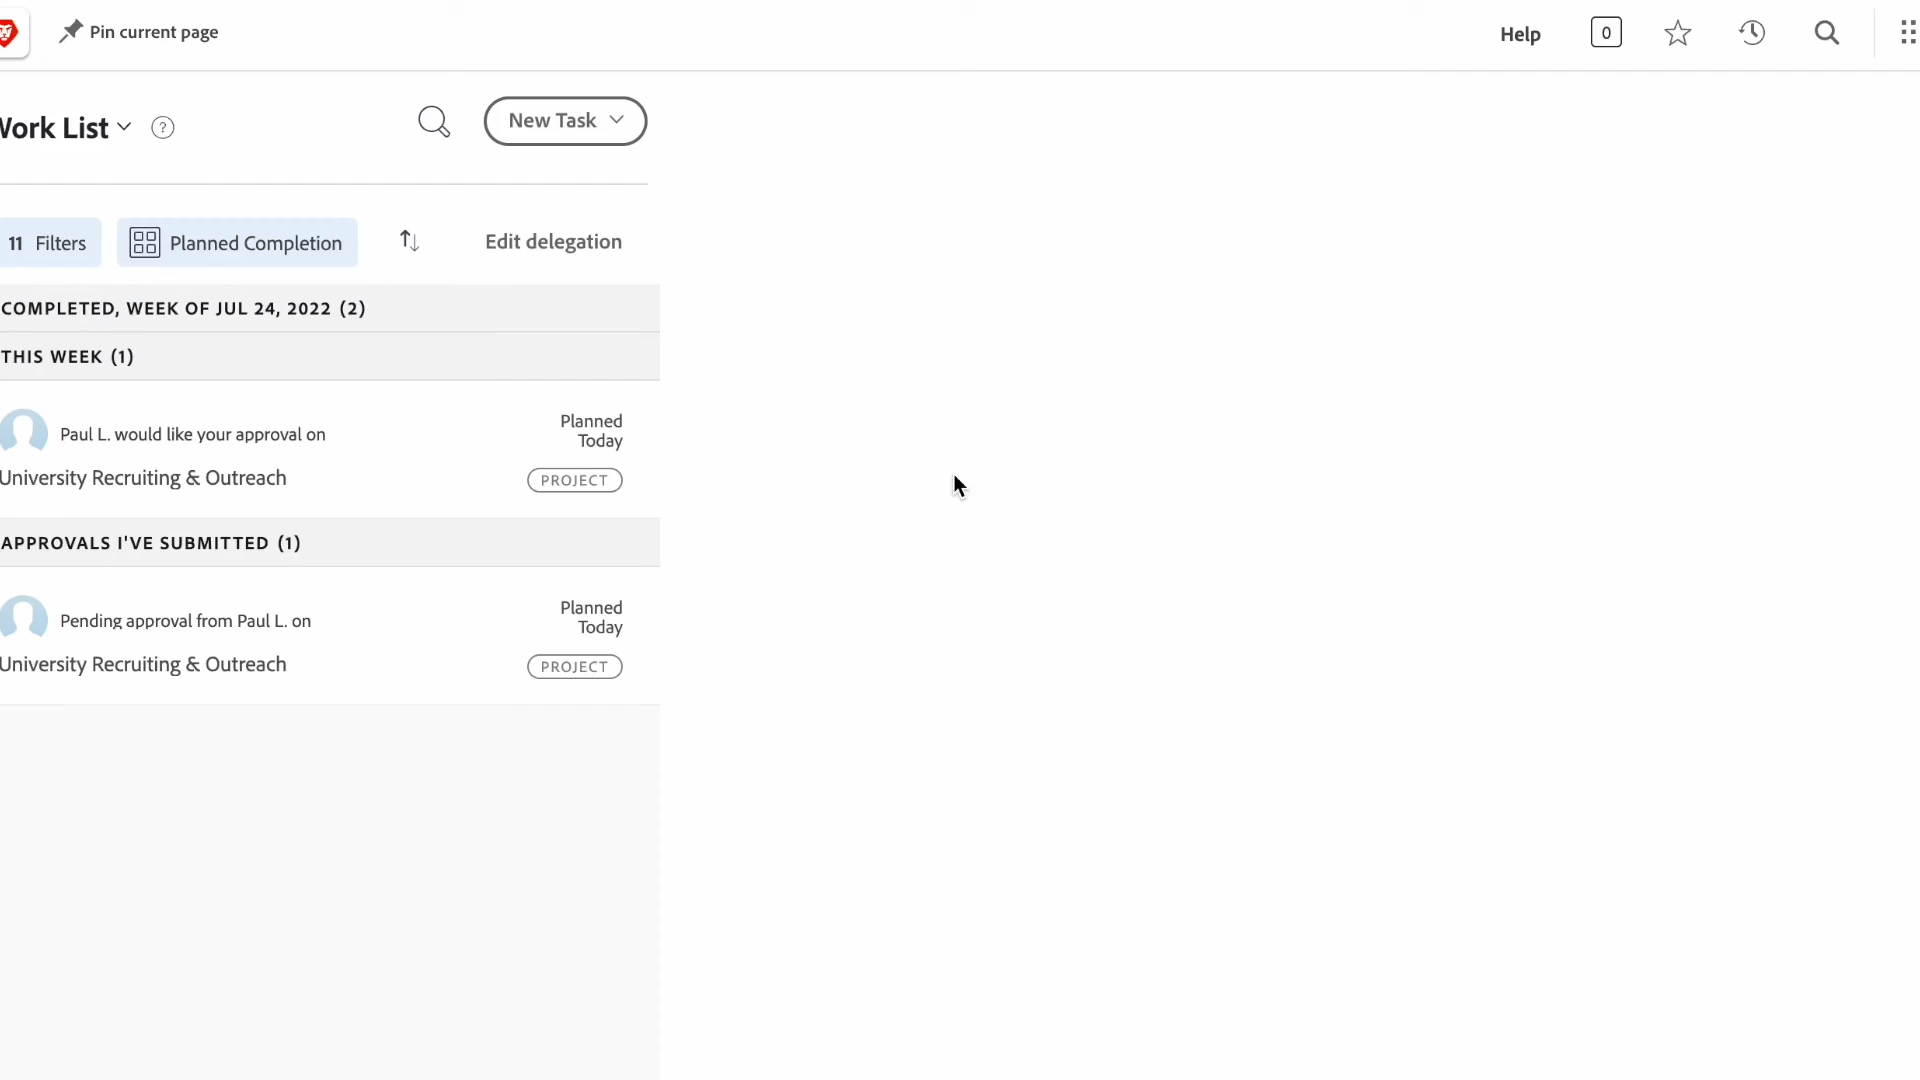 Pin current page
Help
0
Work List
?
New Task
11 Filters
Planned Completion
Edit delegation
COMPLETED, WEEK OF JUL 24, 2022 (2)
THIS WEEK (1)
Paul L. would like your approval on
Planned
Today
University Recruiting & Outreach
PROJECT
APPROVALS I'VE SUBMITTED (1)
Pending approval from Paul L. on
Planned
Today
University Recruiting & Outreach
PROJECT